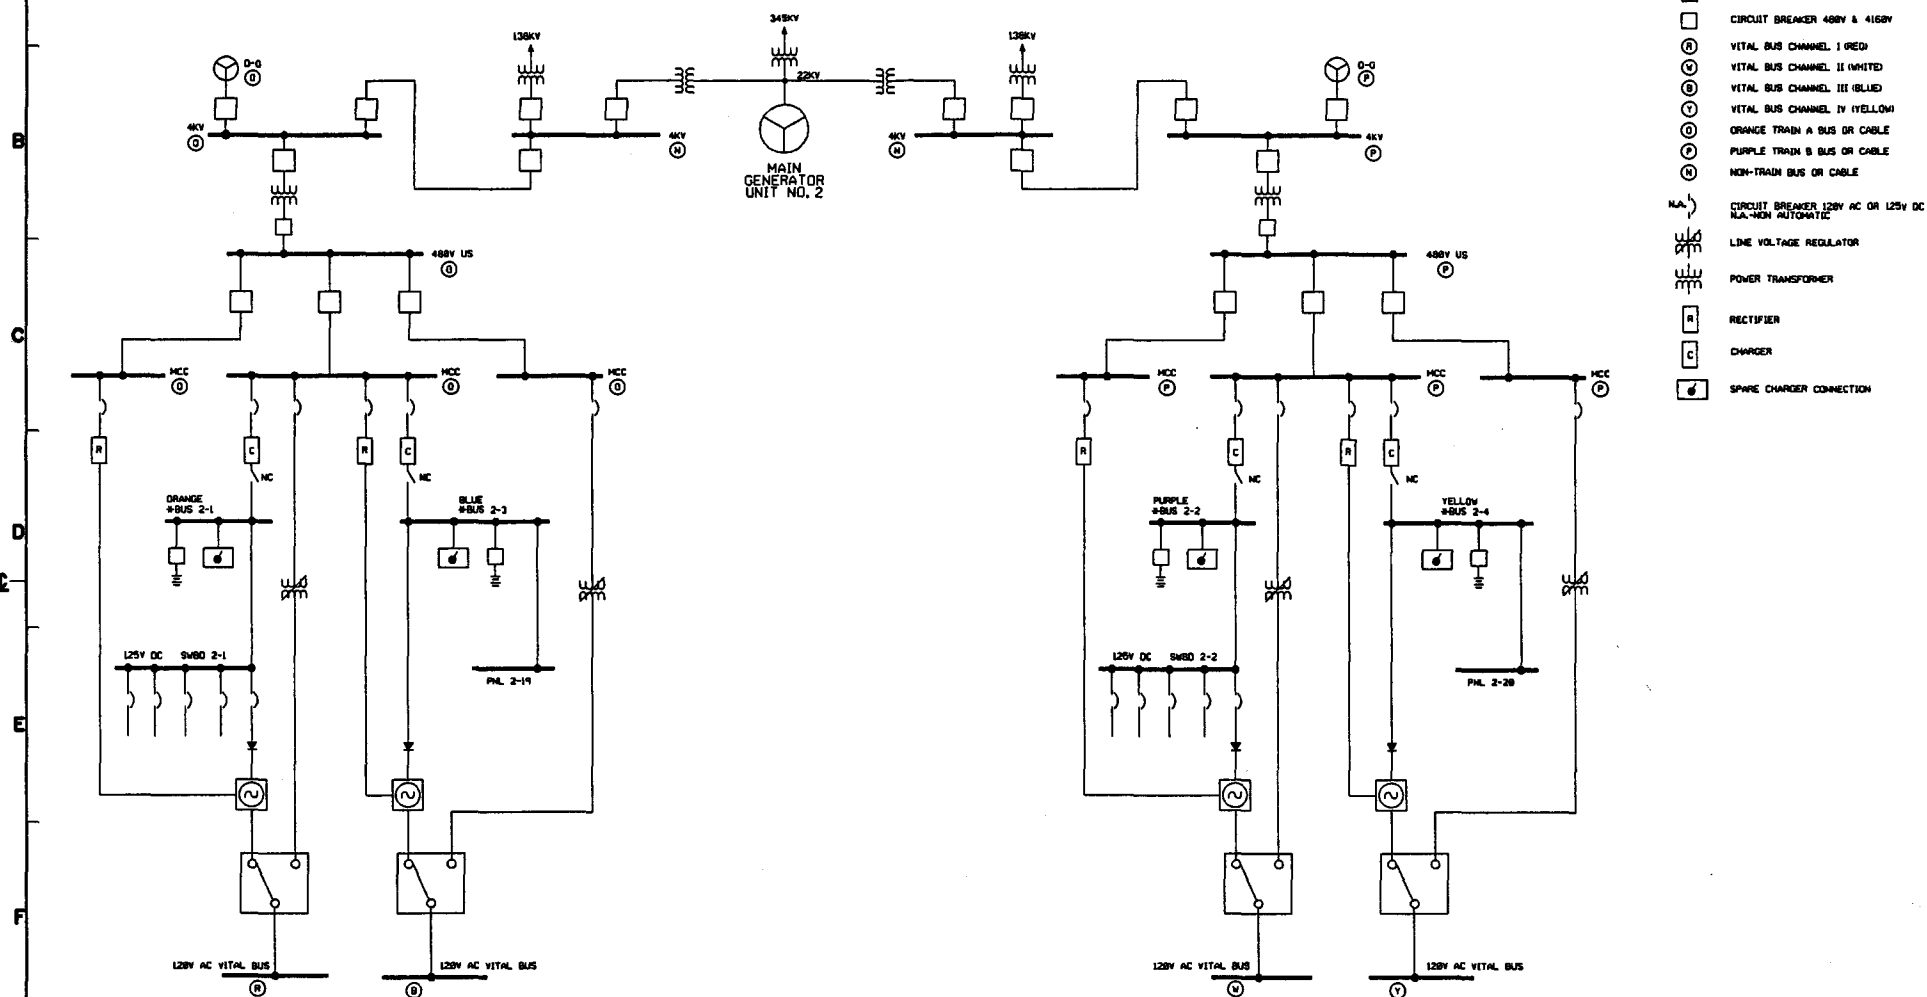 345KV
138KV
138KV
22KV
D-G
O
D-G
P
4KV
O
4KV
N
4KV
N
4KV
P
B
MAIN
GENERATOR
UNIT NO. 2
480V US
O
480V US
P
C
MCC
O
MCC
O
MCC
O
MCC
P
MCC
P
MCC
P
R
C
R
C
R
C
R
C
NC
NC
NC
NC
ORANGE
*BUS 2-1
BLUE
*BUS 2-3
PURPLE
*BUS 2-2
YELLOW
*BUS 2-4
D
125V DC SWBD 2-1
PNL 2-19
125V DC SWBD 2-2
PNL 2-20
E
F
120V AC VITAL BUS
R
120V AC VITAL BUS
B
120V AC VITAL BUS
W
120V AC VITAL BUS
Y
CIRCUIT BREAKER 480V & 4160V
R VITAL BUS CHANNEL I (RED)
W VITAL BUS CHANNEL II (WHITE)
B VITAL BUS CHANNEL III (BLUE)
Y VITAL BUS CHANNEL IV (YELLOW)
O ORANGE TRAIN A BUS OR CABLE
P PURPLE TRAIN B BUS OR CABLE
N NON-TRAIN BUS OR CABLE
N.A. CIRCUIT BREAKER 120V AC OR 125V DC
N.A.-NON AUTOMATIC
LINE VOLTAGE REGULATOR
POWER TRANSFORMER
R RECTIFIER
C CHARGER
SPARE CHARGER CONNECTION